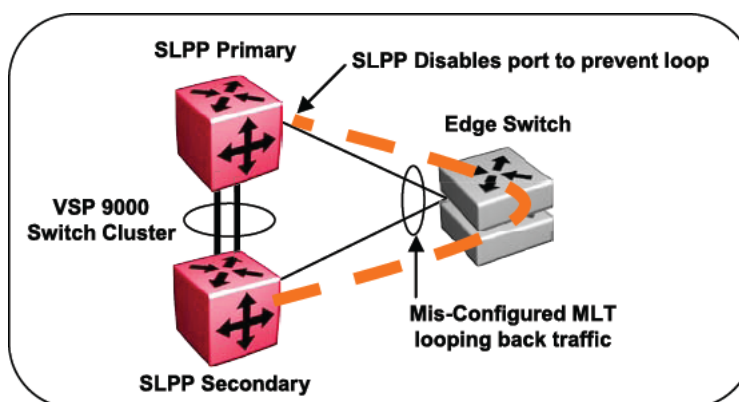 SLPP Primary
SLPP Disables port to prevent loop
Edge Switch
VSP 9000
Switch Cluster
Mis-Configured MLT
looping back traffic
SLPP Secondary